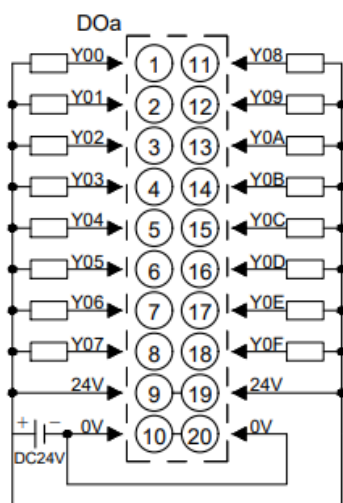 DOa
Y00 1 11 Y08
Y01 2 12 Y09
Y02 3 13 Y0A
Y03 4 14 Y0B
Y04 5 15 Y0C
Y05 6 16 Y0D
Y06 7 17 Y0E
Y07 8 18 Y0F
24V 9 19 24V
+ − 0V 10 20 0V
DC24V